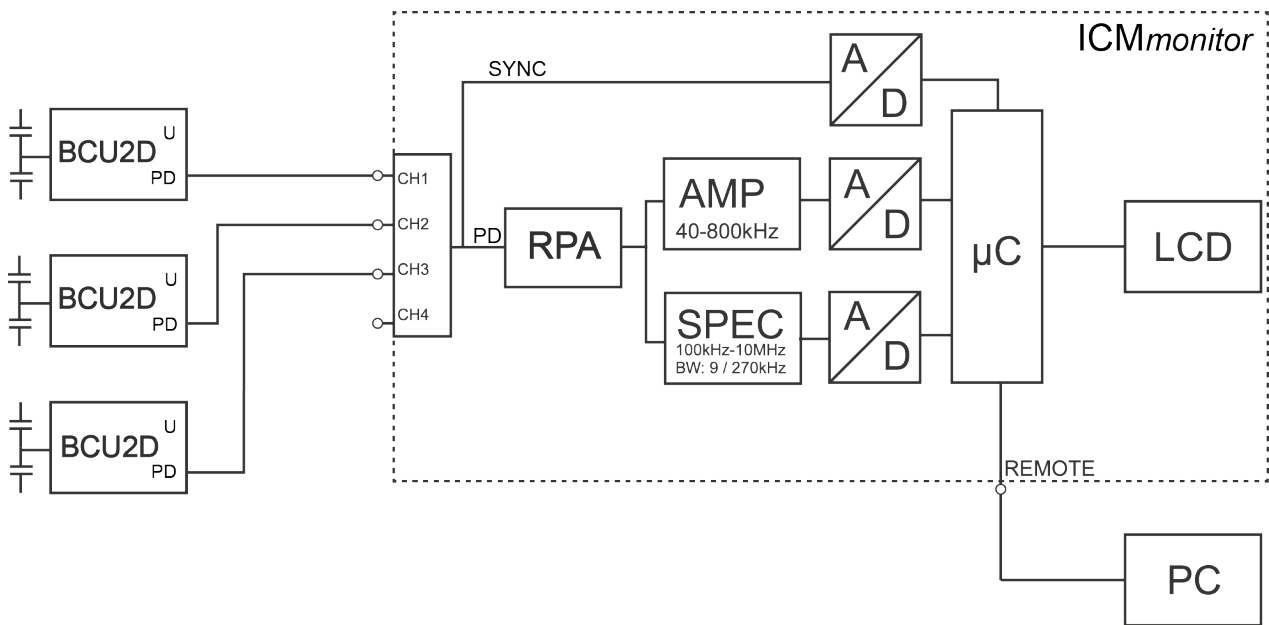 ICMmonitor
SYNC
A
D
BCU2D
U
PD
CH1
CH2
CH3
CH4
PD
RPA
AMP
40-800kHz
A
D
µC
LCD
BCU2D
U
PD
SPEC
100kHz-10MHz
BW: 9 / 270kHz
A
D
BCU2D
U
PD
REMOTE
PC